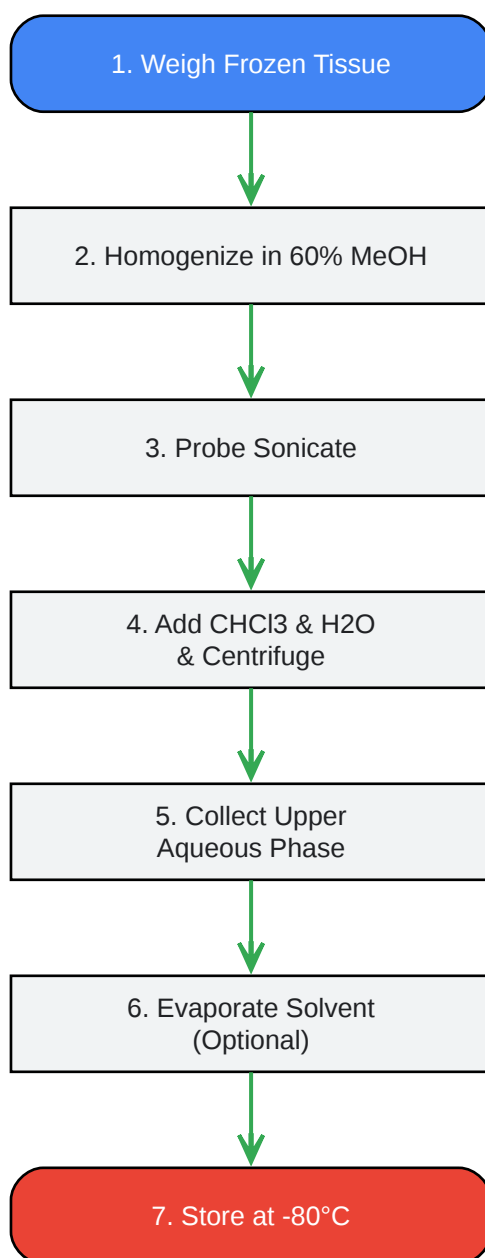 1. Weigh Frozen Tissue
2. Homogenize in 60% MeOH
3. Probe Sonicate
4. Add CHCl3 & H2O
& Centrifuge
5. Collect Upper
Aqueous Phase
6. Evaporate Solvent
(Optional)
7. Store at -80°C